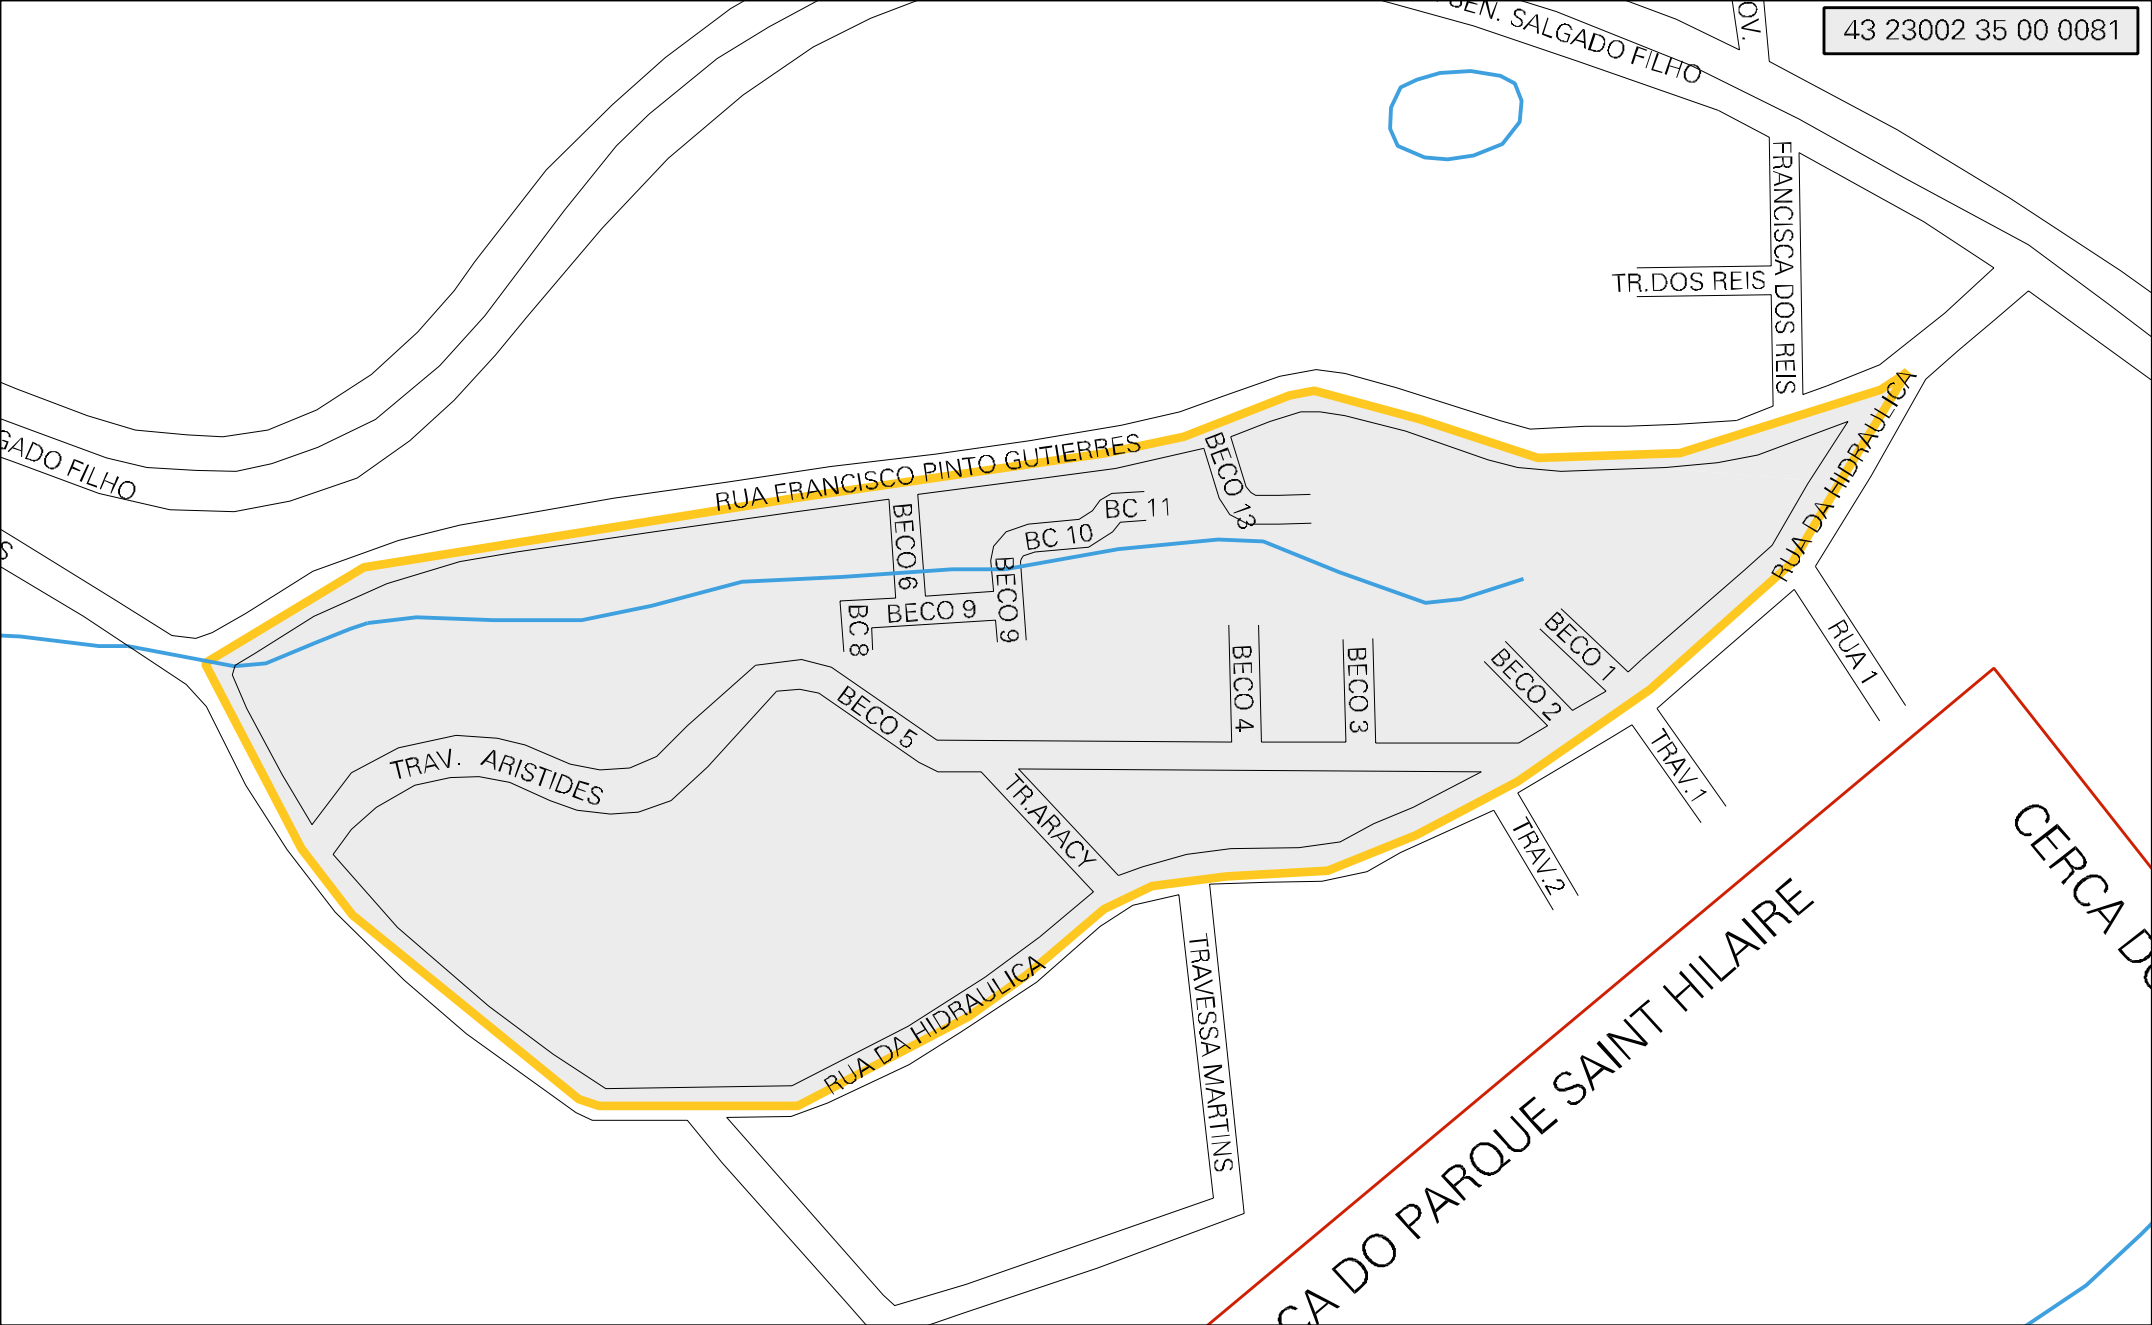 OV.
43 23002 35 00 0081
SEN. SALGADO FILHO
FRANCISCA DOS REIS
TR.DOS REIS
GADO FILHO
S
RUA FRANCISCO PINTO GUTIERRES
RUA DA HIDRAULICA
BECO 13
BC 11
BC 10
BECO 6
BECO 9
BECO 9
BC 8
BECO 1
BECO 2
BECO 3
BECO 4
BECO 5
RUA 1
TRAV. ARISTIDES
TR.ARACY
TRAV.1
TRAV.2
RUA DA HIDRAULICA
TRAVESSA MARTINS
CERCA DO
CA DO PARQUE SAINT HILAIRE